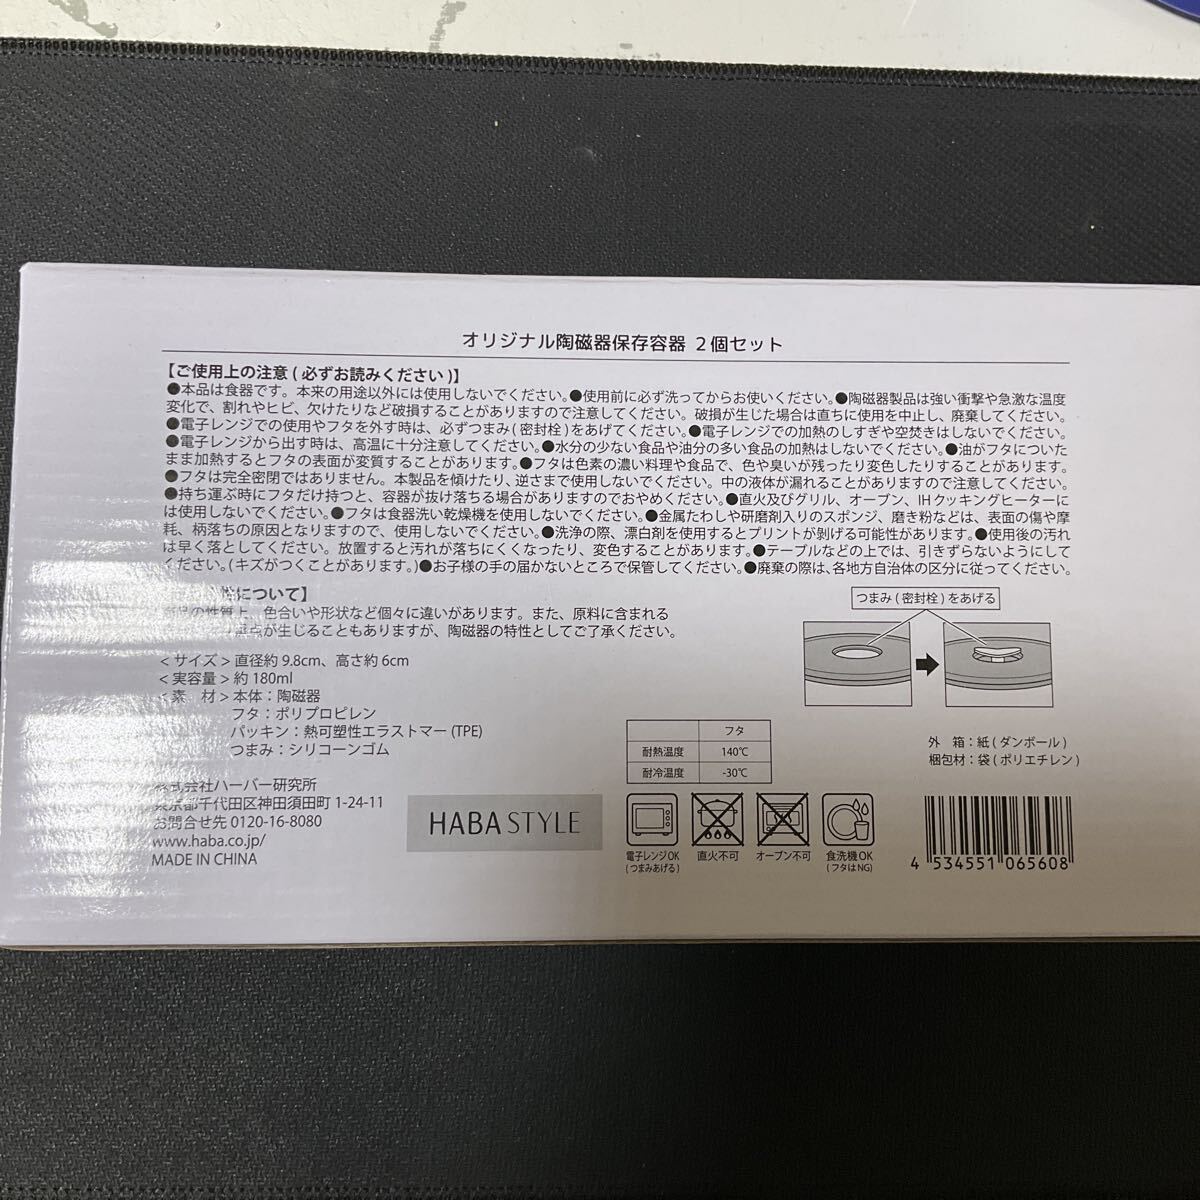 オリジナル陶磁器保存容器 2個セット
【ご使用上の注意 ( 必ずお読みください )】
●本品は食器です。本来の用途以外には使用しないでください。●使用前に必ず洗ってからお使いください。●陶磁器製品は強い衝撃や急激な温度
変化で、割れやヒビ、欠けたりなど破損することがありますので注意してください。破損が生じた場合は直ちに使用を中止し、廃棄してください。
●電子レンジでの使用やフタを外す時は、必ずつまみ(密封栓)をあげてください。●電子レンジでの加熱のしすぎや空焚きはしないでください。
●電子レンジから出す時は、高温に十分注意してください。●水分の少ない食品や油分の多い食品の加熱はしないでください。●油がフタについた
まま加熱するとフタの表面が変質することがあります。●フタは色素の濃い料理や食品で、色や臭いが残ったり変色したりすることがあります。
●フタは完全密閉ではありません。本製品を傾けたり、逆さまで使用しないでください。中の液体が漏れることがありますので注意してください。
●持ち運ぶ時にフタだけ持つと、容器が抜け落ちる場合がありますのでおやめください。●直火及びグリル、オーブン、IHクッキングヒーターに
は使用しないでください。●フタは食器洗い乾燥機を使用しないでください。●金属たわしや研磨剤入りのスポンジ、磨き粉などは、表面の傷や摩
耗、柄落ちの原因となりますので、使用しないでください。●洗浄の際、漂白剤を使用するとプリントが剥げる可能性があります。●使用後の汚れ
は早く落としてください。放置すると汚れが落ちにくくなったり、変色することがあります。●テーブルなどの上では、引きずらないようにして
ください。(キズがつくことがあります。)●お子様の手の届かないところで保管してください。●廃棄の際は、各地方自治体の区分に従ってください。
について】
の性質上、色合いや形状など個々に違いがあります。また、原料に含まれる
黒点が生じることもありますが、陶磁器の特性としてご了承ください。
< サイズ > 直径約 9.8cm、高さ約 6cm
< 実容量 > 約 180ml
< 素 材 > 本体:陶磁器
フタ:ポリプロピレン
パッキン:熱可塑性エラストマー (TPE)
つまみ:シリコーンゴム
株式会社ハーバー研究所
東京都千代田区神田須田町 1-24-11
お問合せ先 0120-16-8080
www.haba.co.jp/
MADE IN CHINA
HABA STYLE
つまみ ( 密封栓 ) をあげる
フタ
耐熱温度 140℃
耐冷温度 -30℃
外 箱:紙 ( ダンボール )
梱包材:袋 ( ポリエチレン )
電子レンジOK
(つまみあげる)
直火不可
オーブン不可
食洗機OK
(フタはNG)
4 534551 065608